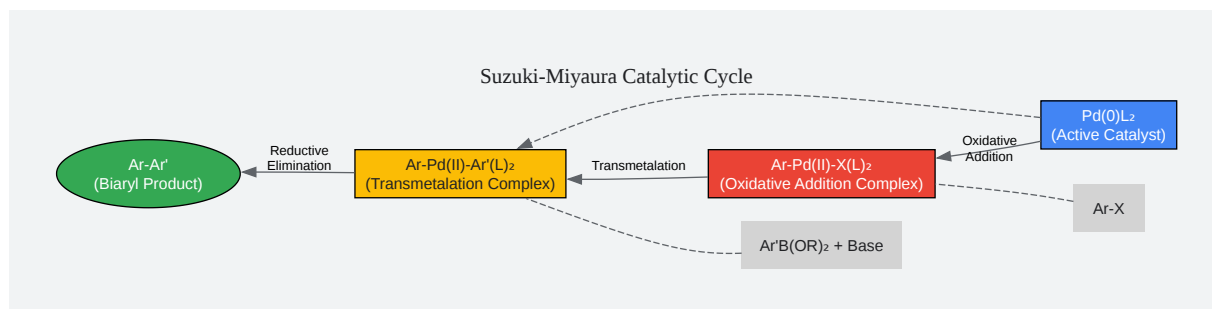 Suzuki-Miyaura Catalytic Cycle
Pd(0)L₂
(Active Catalyst)
Oxidative
Addition
Ar-Ar'
(Biaryl Product)
Reductive
Elimination
Ar-Pd(II)-Ar'(L)₂
(Transmetalation Complex)
Transmetalation
Ar-Pd(II)-X(L)₂
(Oxidative Addition Complex)
Ar-X
Ar'B(OR)₂ + Base